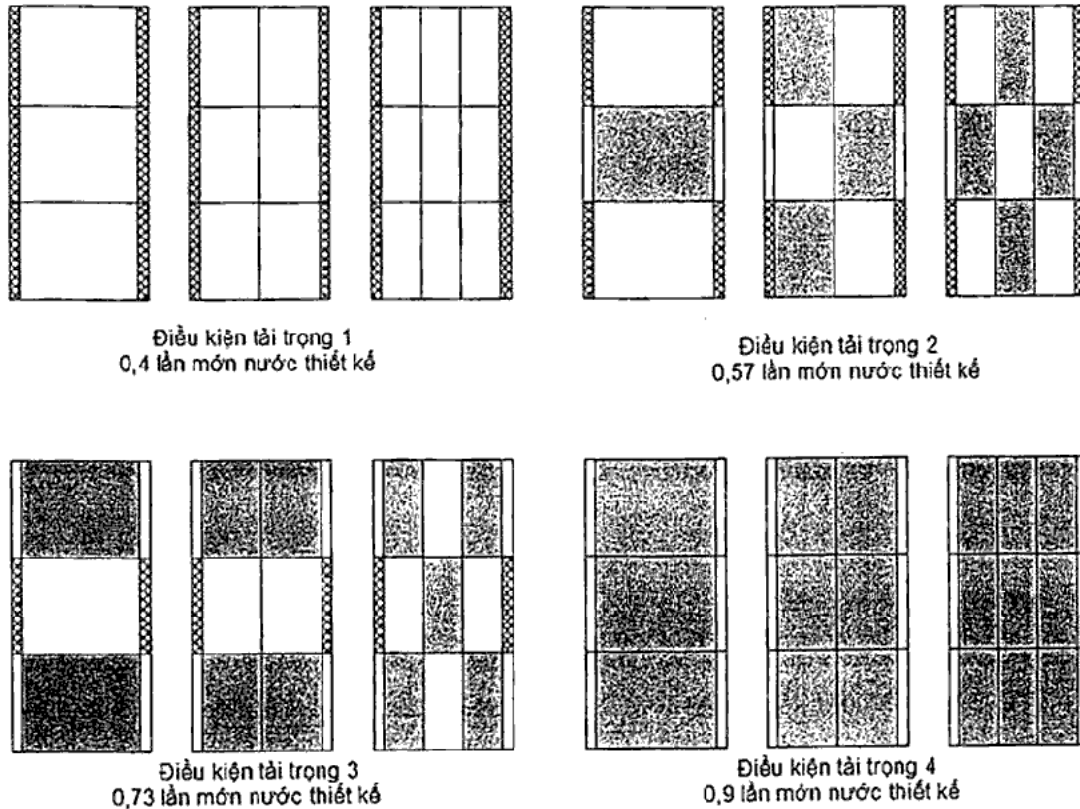 Điều kiện tải trọng 1
0,4 lần mớn nước thiết kế
Điều kiện tải trọng 2
0,57 lần mớn nước thiết kế
Điều kiện tải trọng 3
0,73 lần mớn nước thiết kế
Điều kiện tải trọng 4
0,9 lần mớn nước thiết kế